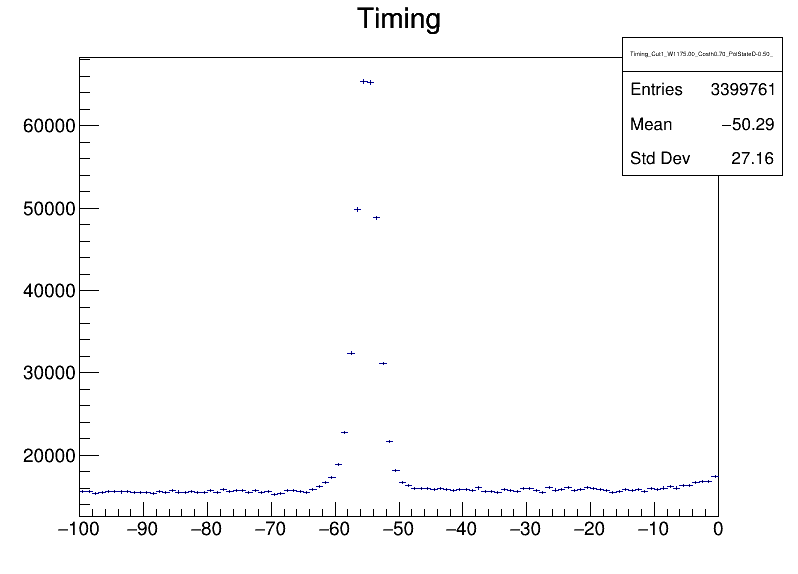 Timing
Timing_Cut1_W1175.00_Costh0.70_PolStateD-0.50_
Entries 3399761
Mean −50.29
Std Dev 27.16
60000
50000
40000
30000
20000
−100 −90 −80 −70 −60 −50 −40 −30 −20 −10 0